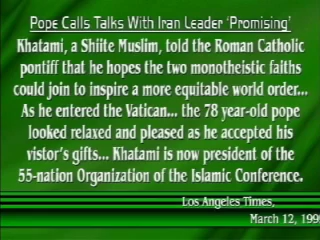 Pope Calls Talks With Iran Leader ‘Promising’
Khatami, a Shiite Muslim, told the Roman Catholic
pontiff that he hopes the two monotheistic faiths
could join to inspire a more equitable world order...
As he entered the Vatican... the 78 year-old pope
looked relaxed and pleased as he accepted his
vistor's gifts... Khatami is now president of the
55-nation Organization of the Islamic Conference.
Los Angeles Times,
March 12, 199